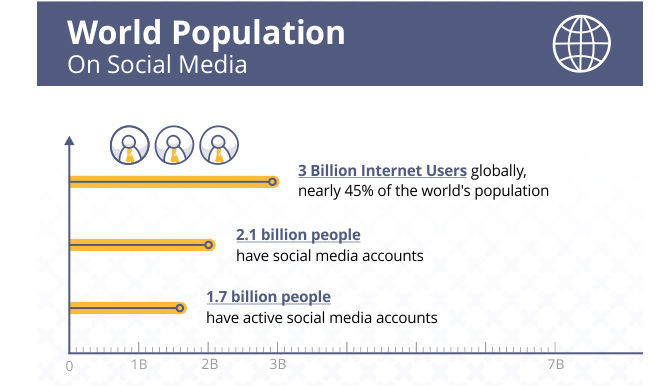 World Population
On Social Media
3 Billion Internet Users globally,
nearly 45% of the world's population
2.1 billion people
have social media accounts
1.7 billion people
have active social media accounts
0 1B 2B 3B 7B